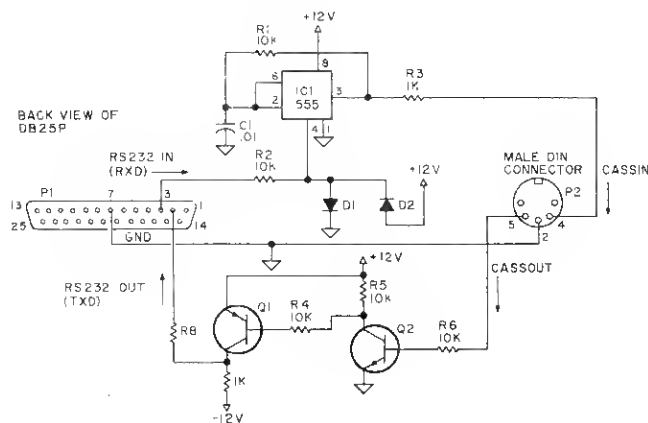 +12V
R1
10K
8
6
IC1
555
3
2
R3
1K
4
1
C1
.01
BACK VIEW OF
DB25P
RS232 IN
(RXD)
R2
10K
+12V
MALE DIN
CONNECTOR
CASSIN
P2
P1
7
3
13
1
D1
D2
5
4
25
14
GND
2
RS232 OUT
(TXD)
+12V
CASSOUT
Q1
R4
10K
R5
10K
Q2
R6
10K
R8
1K
-12V